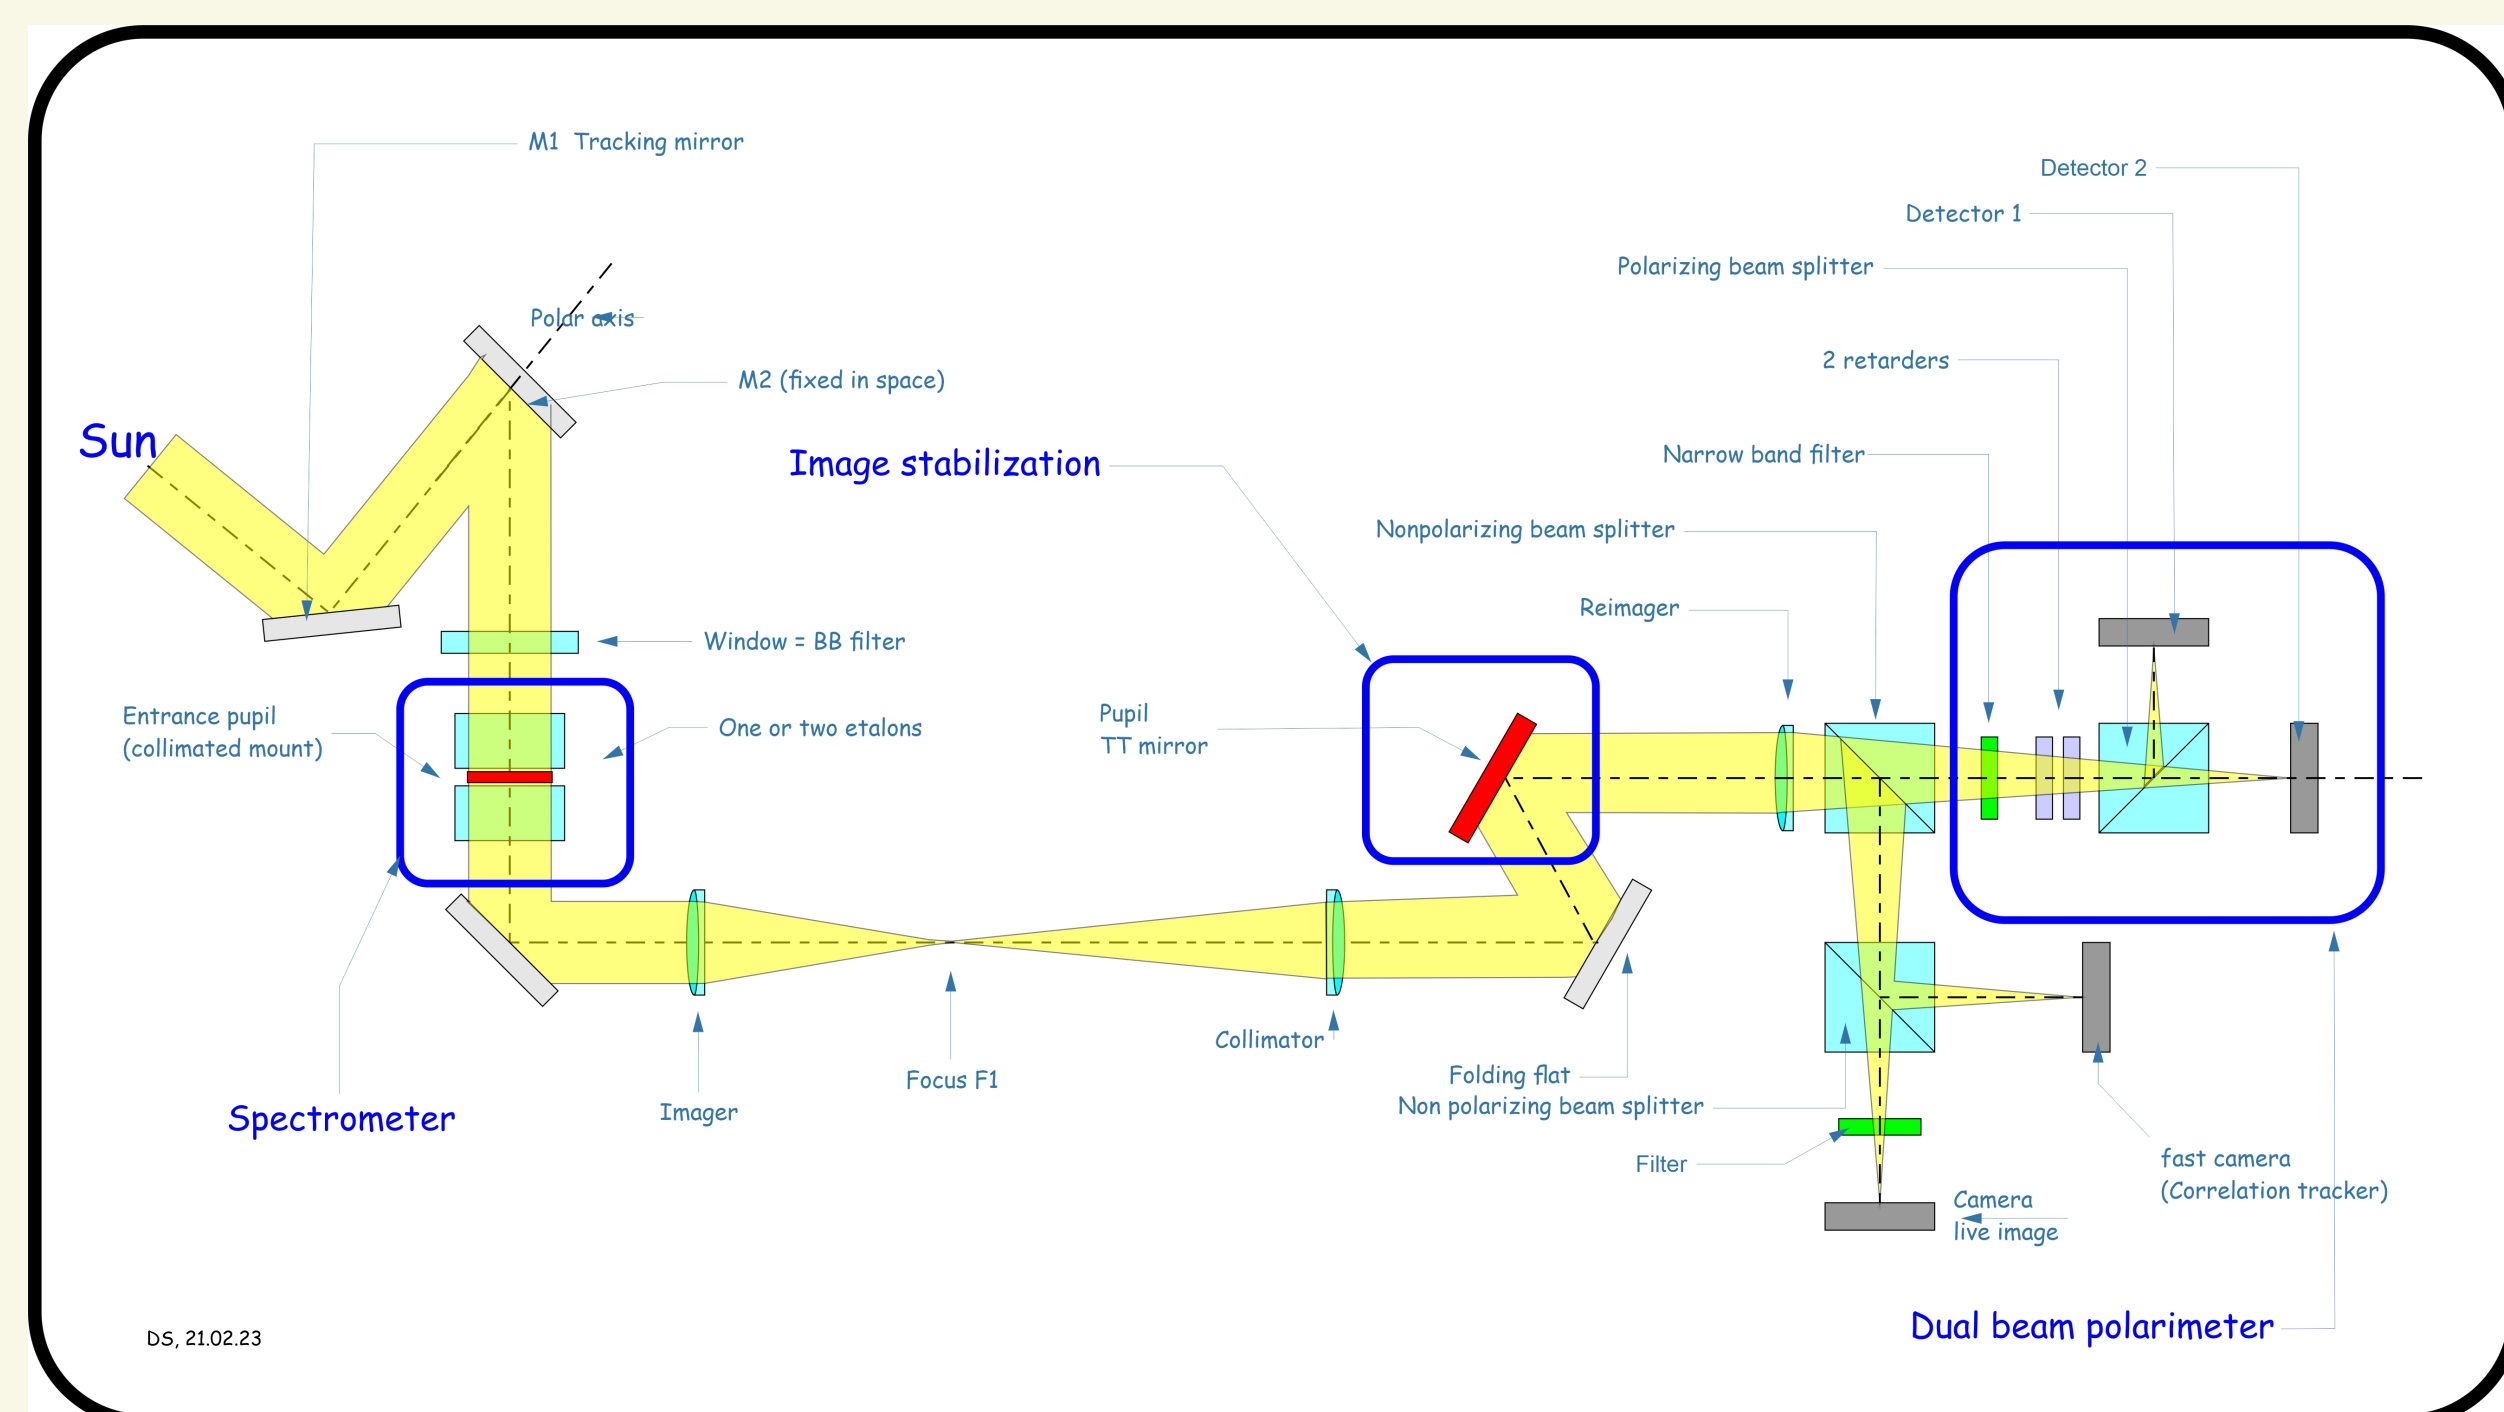 M1 Tracking mirror
Detector 2
Detector 1
Polarizing beam splitter
Polar axis
2 retarders
M2 (fixed in space)
Sun
Image stabilization
Narrow band filter
Nonpolarizing beam splitter
Reimager
Window = BB filter
Entrance pupil
(collimated mount)
One or two etalons
Pupil
TT mirror
Collimator
Focus F1
Folding flat
Imager
Non polarizing beam splitter
Spectrometer
Filter
fast camera
(Correlation tracker)
Camera
live image
Dual beam polarimeter
DS, 21.02.23